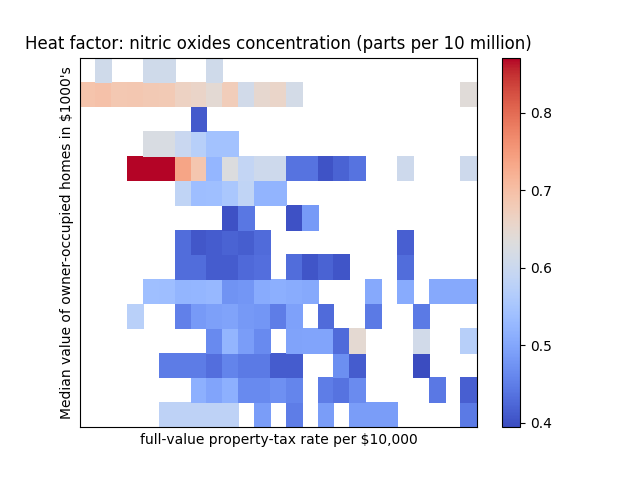 Heat factor: nitric oxides concentration (parts per 10 million)
Median value of owner-occupied homes in $1000's
full-value property-tax rate per $10,000
0.8
0.7
0.6
0.5
0.4